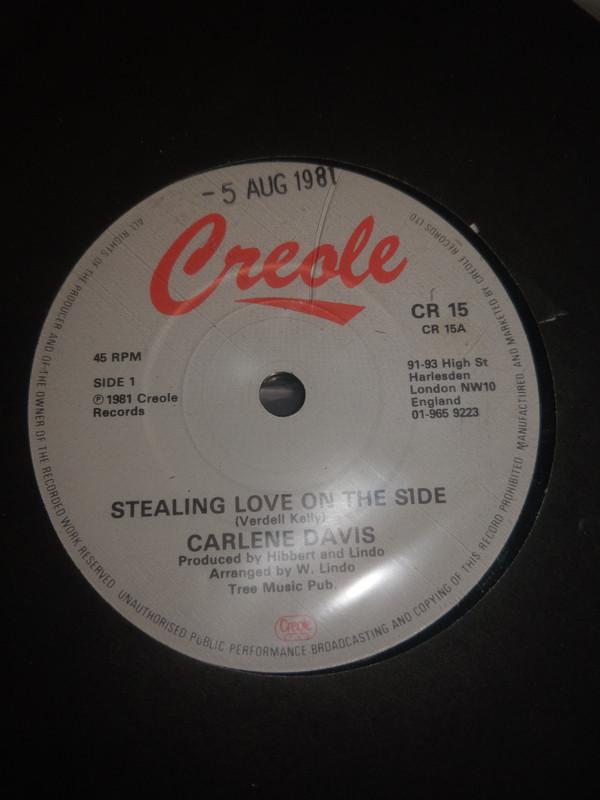 - 5 AUG 1981
Creole
CR 15
CR 15A
45 RPM
SIDE 1
℗ 1981 Creole
Records
91-93 High St
Harlesden
London NW10
England
01-965 9223
STEALING LOVE ON THE SIDE
(Verdell Kelly)
CARLENE DAVIS
Produced by Hibbert and Lindo
Arranged by W. Lindo
Tree Music Pub.
Creole
ALL RIGHTS OF THE PRODUCER AND OF THE OWNER OF THE RECORDED WORK RESERVED. UNAUTHORISED PUBLIC PERFORMANCE BROADCASTING AND COPYING OF THIS RECORD PROHIBITED. MANUFACTURED AND MARKETED BY CREOLE RECORDS LTD.